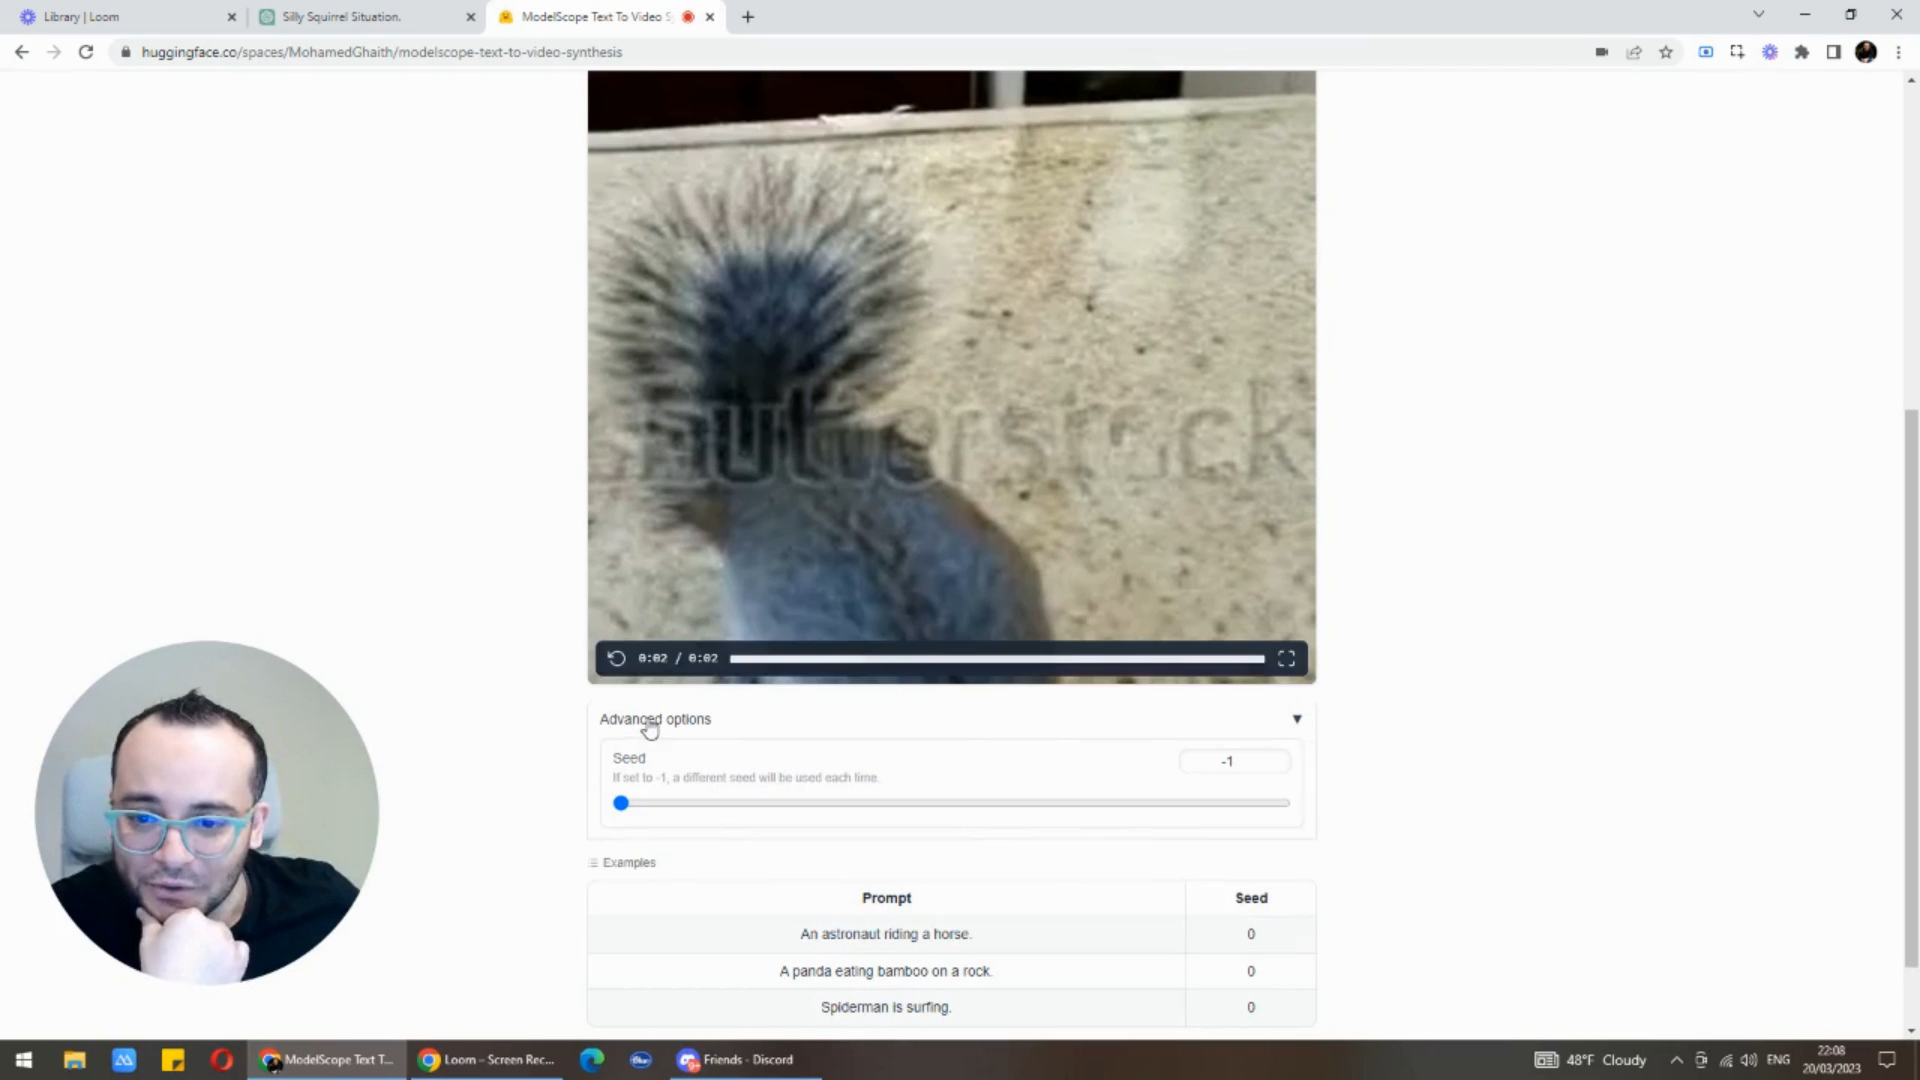 Library | Loom
Silly Squirrel Situation.
ModelScope Text To Video S
huggingface.co/spaces/MohamedGhaith/modelscope-text-to-video-synthesis
shutterstock
0:02 / 0:02
Advanced options
Seed
-1
If set to -1, a different seed will be used each time.
Examples
Prompt Seed
An astronaut riding a horse. 0
A panda eating bamboo on a rock. 0
Spiderman is surfing. 0
ModelScope Text T...
Loom – Screen Rec...
Friends - Discord
48°F Cloudy
ENG
22:08
20/03/2023